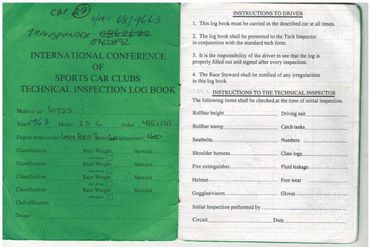 CAR 29
S/N: 6879663
TRANSPONDER 0862622
0962892
INTERNATIONAL CONFERENCE
OF
SPORTS CAR CLUBS
TECHNICAL INSPECTION LOG BOOK
Make of car LOTUS
Year 1963 Model 23 C Color
Engine make/model Displacement 1600
Classification Race Weight Steward
Classification Race Weight Steward
Classification Race Weight Steward
Classification Race Weight Steward
Club affiliation
Owner
INSTRUCTIONS TO DRIVER
1. This log book must be carried in the described car at all times.
2. The log book shall be presented to the Tech Inspector
in conjunction with the standard tech form.
3. It is the responsibility of the driver to see that the log is
properly filled out and signed after every inspection.
4. The Race Steward shall be notified of any irregularities
in this log book
INSTRUCTIONS TO THE TECHNICAL INSPECTOR
The following items shall be checked at the time of initial inspection.
Rollbar height Driving suit
Rollbar stamp Catch tanks
Seatbelts Numbers
Shoulder harness Class logo
Fire extinguisher Fluid leakage
Helmet Foot wear
Goggles/visors Gloves
Initial Inspection performed by
Circuit Date